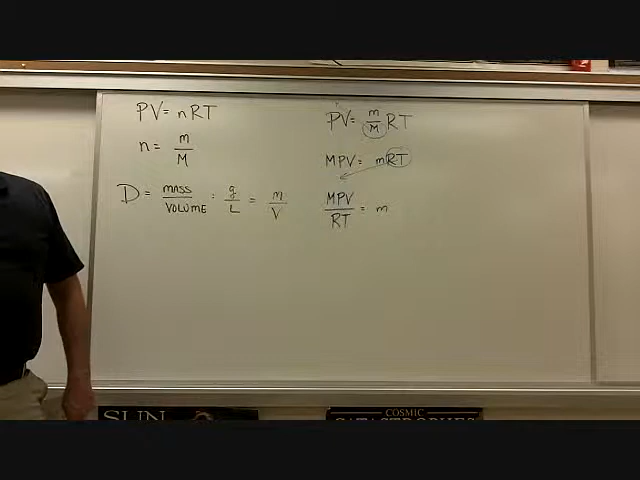 PV = nRT
n = m/M
D = MASS/VOLUME = g/L = m/V
PV = m/M RT
MPV = mRT
MPV/RT = m
SUN
COSMIC
CATASTROPHES